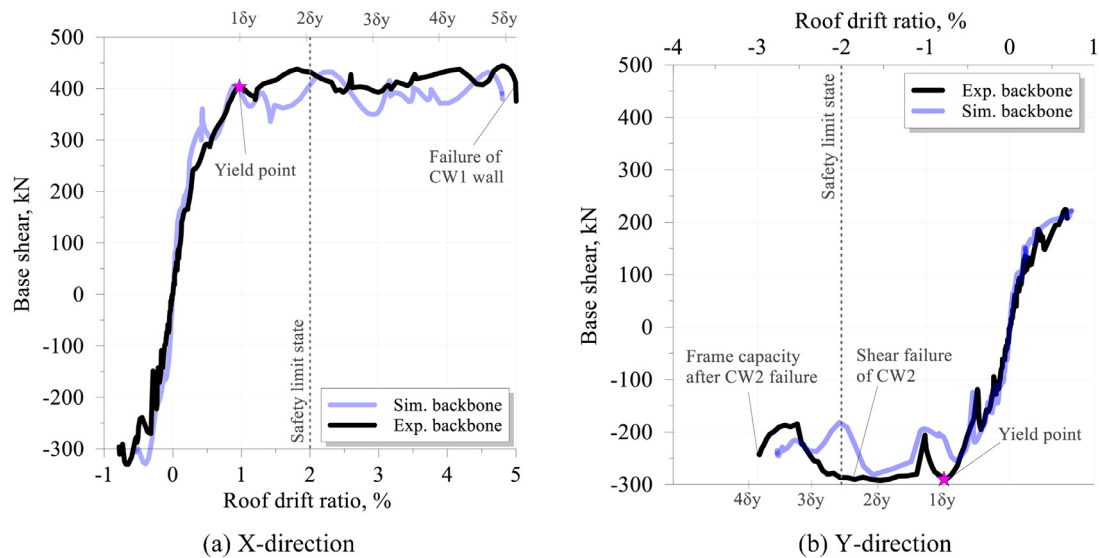 1δy 2δy 3δy 4δy 5δy
500
400
300
200
100
0
-100
-200
-300
Base shear, kN
Yield point
Failure of
CW1 wall
Safety limit state
Sim. backbone
Exp. backbone
-1 0 1 2 3 4 5
Roof drift ratio, %
(a) X-direction
Roof drift ratio, %
-4 -3 -2 -1 0 1
500
400
300
200
100
0
-100
-200
-300
Base shear, kN
Exp. backbone
Sim. backbone
Safety limit state
Frame capacity
after CW2 failure
Shear failure
of CW2
Yield point
4δy 3δy 2δy 1δy
(b) Y-direction